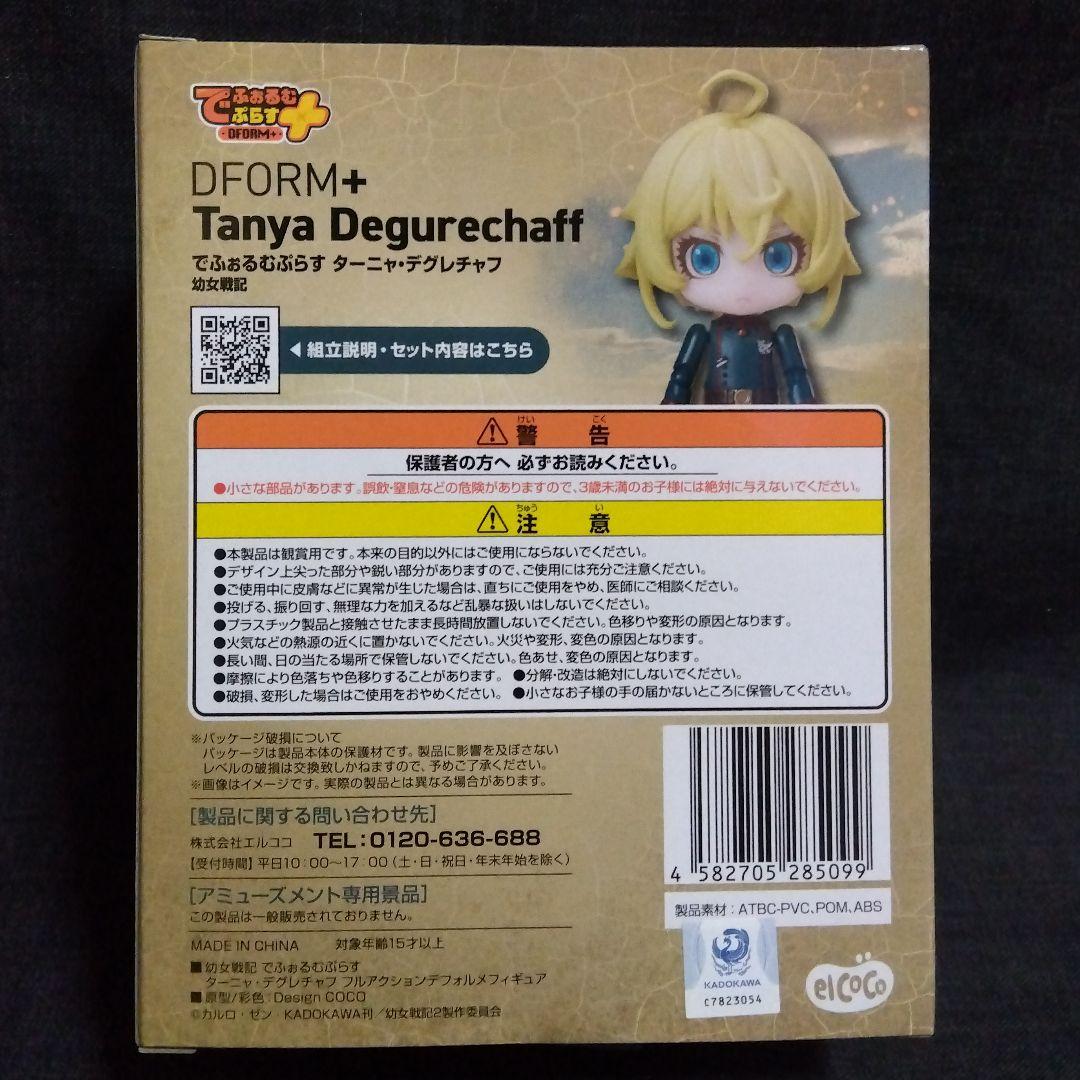 でふぉるむ
ぷらす+
・DFORM+・
DFORM+
Tanya Degurechaff
でふぉるむぷらす ターニャ・デグレチャフ
幼女戦記
◀組立説明・セット内容はこちら
けい ごく
⚠警 告
保護者の方へ 必ずお読みください。
●小さな部品があります。誤飲・窒息などの危険がありますので、3歳未満のお子様には絶対に与えないでください。
ちゅう い
⚠注 意
●本製品は観賞用です。本来の目的以外にはご使用にならないでください。
●デザイン上尖った部分や鋭い部分がありますので、ご使用には充分ご注意ください。
●ご使用中に皮膚などに異常が生じた場合は、直ちにご使用をやめ、医師にご相談ください。
●投げる、振り回す、無理な力を加えるなど乱暴な扱いはしないでください。
●プラスチック製品と接触させたまま長時間放置しないでください。色移りや変形の原因となります。
●火気などの熱源の近くに置かないでください。火災や変形、変色の原因となります。
●長い間、日の当たる場所で保管しないでください。色あせ、変色の原因となります。
●摩擦により色落ちや色移りすることがあります。 ●分解・改造は絶対にしないでください。
●破損、変形した場合はご使用をおやめください。 ●小さなお子様の手の届かないところに保管してください。
※パッケージ破損について
パッケージは製品本体の保護材です。製品に影響を及ぼさない
レベルの破損は交換致しかねますので、予めご了承ください。
※画像はイメージです。実際の製品とは異なる場合があります。
[製品に関する問い合わせ先]
株式会社エルココ TEL:0120-636-688
【受付時間】平日10:00〜17:00（土・日・祝日・年末年始を除く）
[アミューズメント専用景品]
この製品は一般販売されておりません。
MADE IN CHINA 対象年齢15才以上
■幼女戦記 でふぉるむぷらす
ターニャ・デグレチャフ フルアクションデフォルメフィギュア
■原型/彩色:Design COCO
©カルロ・ゼン・KADOKAWA刊/幼女戦記2製作委員会
4 582705 285099
製品素材:ATBC-PVC、POM、ABS
KADOKAWA
C7823054
elcoco